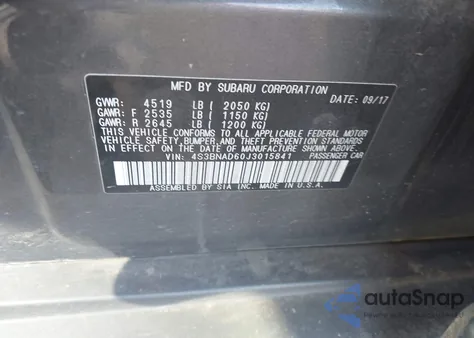 MFD BY SUBARU CORPORATION
GVWR: 4519 LB ( 2050 KG) DATE: 09/17
GAWR: F 2535 LB ( 1150 KG)
GAWR: R 2645 LB ( 1200 KG)
THIS VEHICLE CONFORMS TO ALL APPLICABLE FEDERAL MOTOR
VEHICLE SAFETY,BUMPER,AND THEFT PREVENTION STANDARDS
IN EFFECT ON THE DATE OF MANUFACTURE SHOWN ABOVE.
VIN: 4S3BNAD60J3015841 PASSENGER CAR
ASSEMBLED BY SIA INC. MADE IN U.S.A.
autoSnap